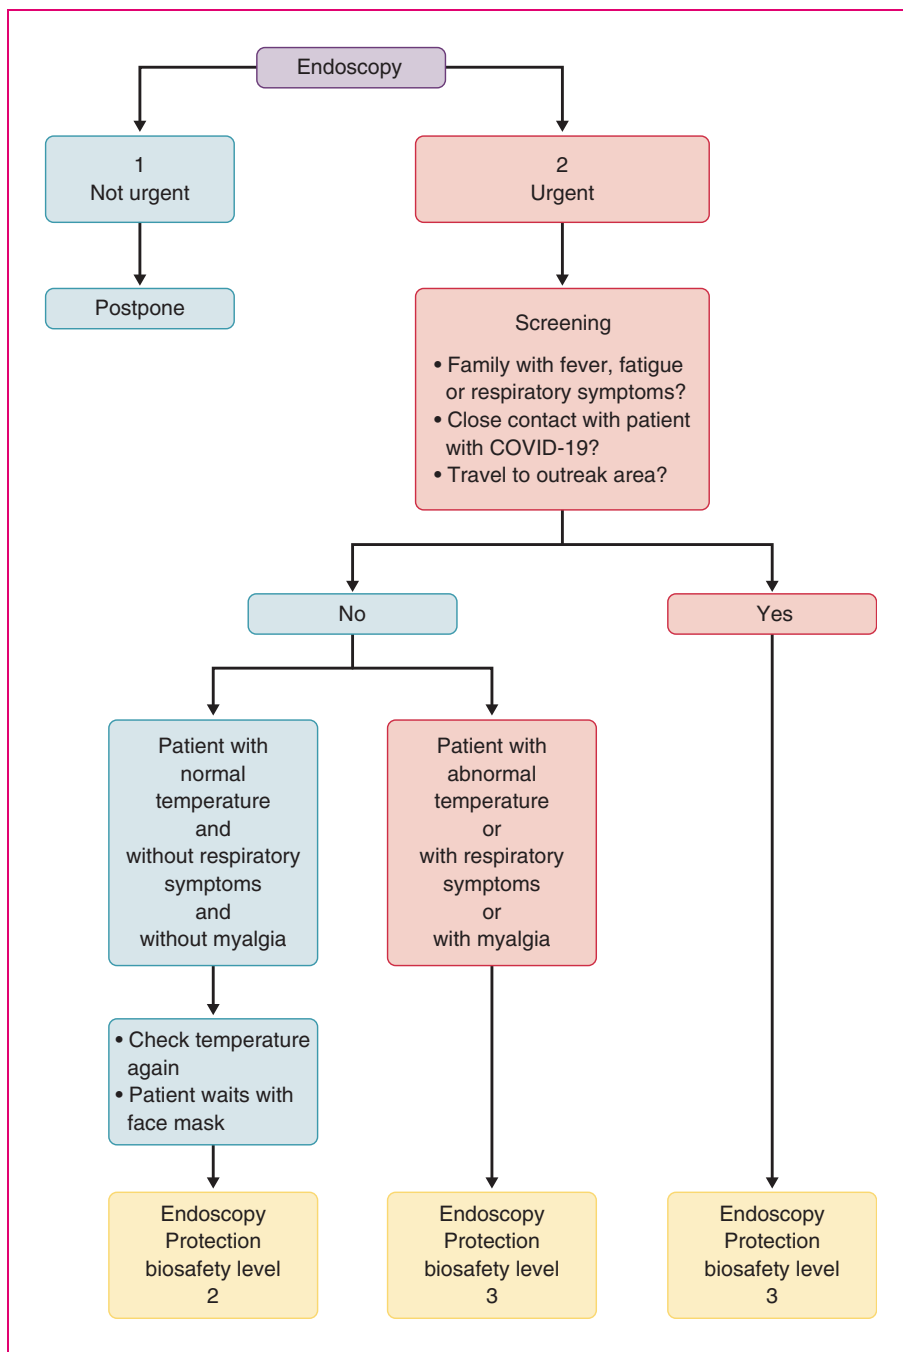 Endoscopy
1
Not urgent
2
Urgent
Postpone
Screening
• Family with fever, fatigue
or respiratory symptoms?
• Close contact with patient
with COVID-19?
• Travel to outreak area?
No
Yes
Patient with
normal
temperature
and
without respiratory
symptoms
and
without myalgia
Patient with
abnormal
temperature
or
with respiratory
symptoms
or
with myalgia
• Check temperature
again
• Patient waits with
face mask
Endoscopy
Protection
biosafety level
2
Endoscopy
Protection
biosafety level
3
Endoscopy
Protection
biosafety level
3